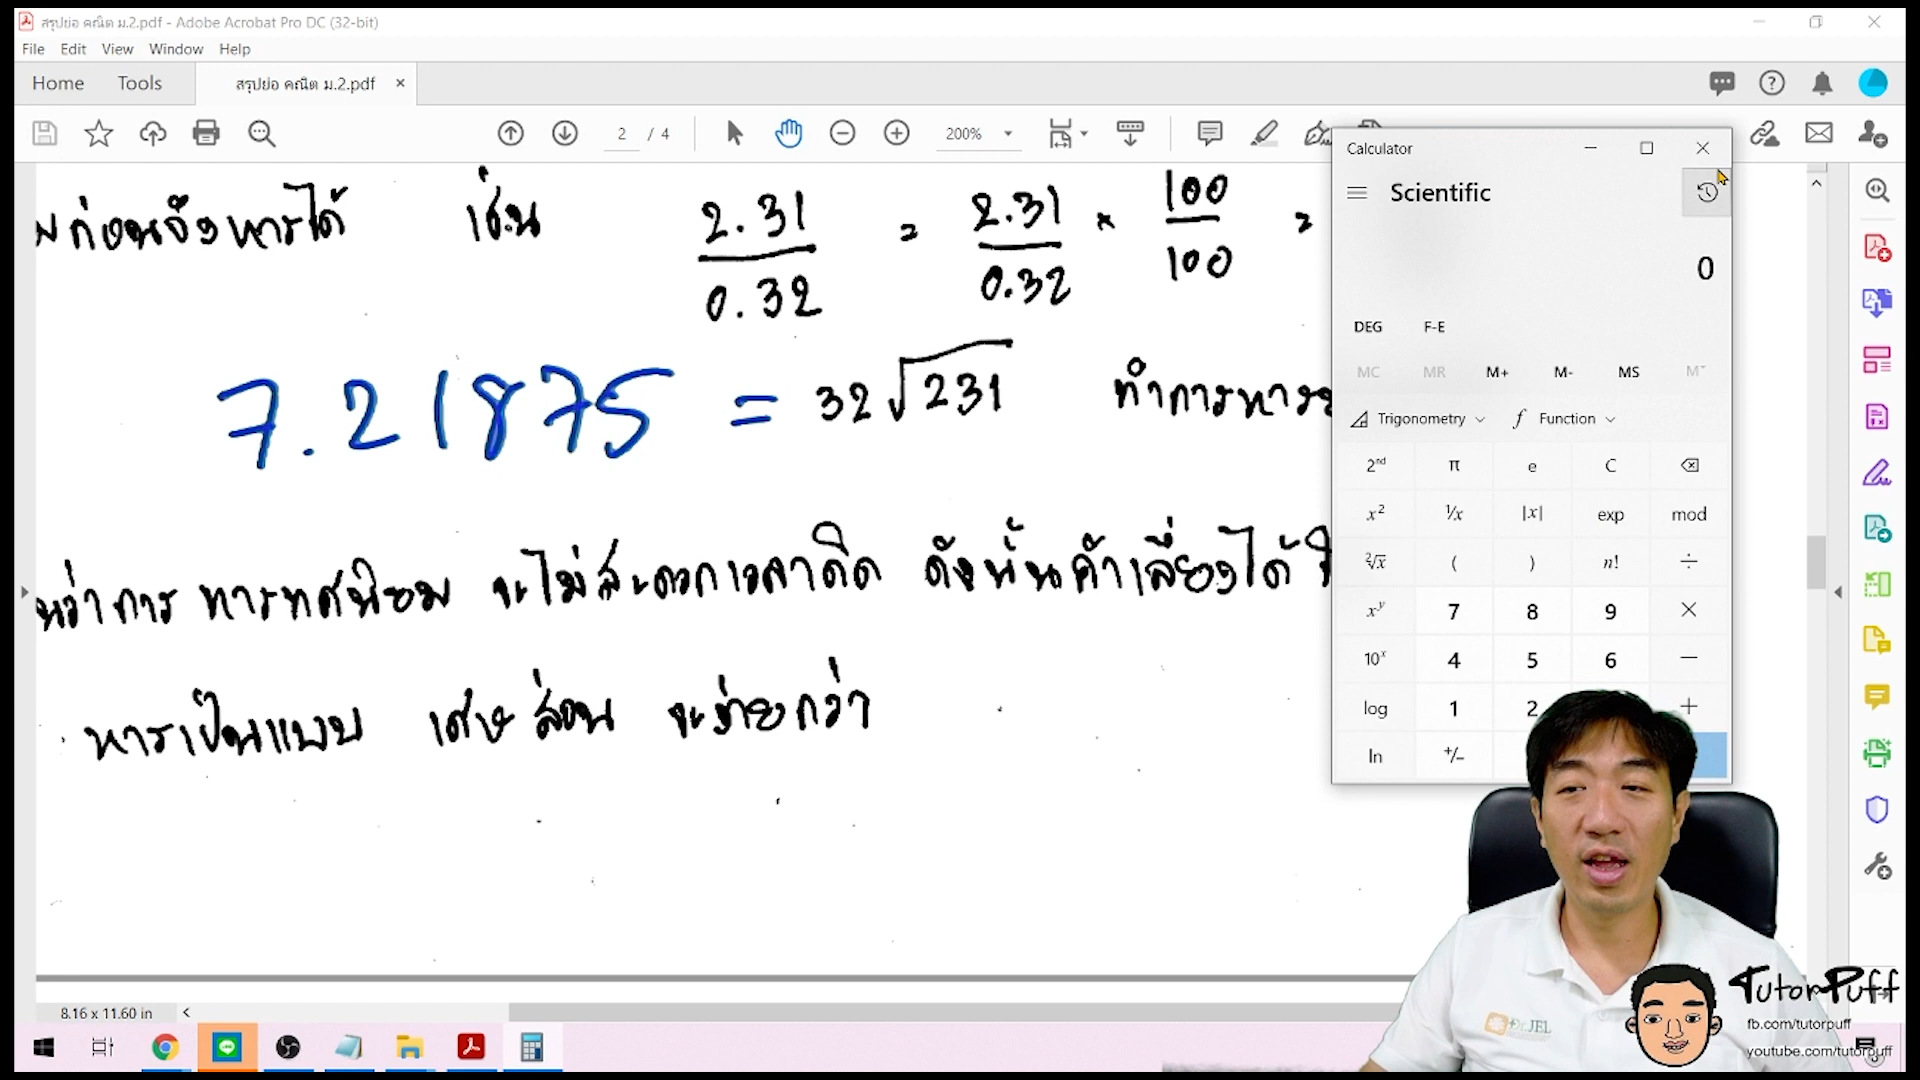 สรุปย่อ คณิต ม.2.pdf - Adobe Acrobat Pro DC (32-bit)
File Edit View Window Help
Home Tools สรุปย่อ คณิต ม.2.pdf ×
2 / 4 200%
ก่อนจึงหารได้ เช่น 2.31/0.32 = 2.31/0.32 × 100/100 =
7.21875 = 32√231 ทำการหาร
ว่าการ หารทศนิยม จะไม่สะดวกเวลาคิด ดังนั้นถ้าเลี่ยงได้
หารเป็นแบบ เศษส่วน จะง่ายกว่า
8.16 x 11.60 in
Calculator
Scientific
0
DEG F-E
MC MR M+ M- MS M
Trigonometry f Function
2nd π e C
x² ¹/x |x| exp mod
²√x ( ) n! ÷
xʸ 7 8 9 ×
10ˣ 4 5 6 −
log 1 2 +
ln +/−
Dr.JEL
TutorPuff
fb.com/tutorpuff
youtube.com/tutorpuff